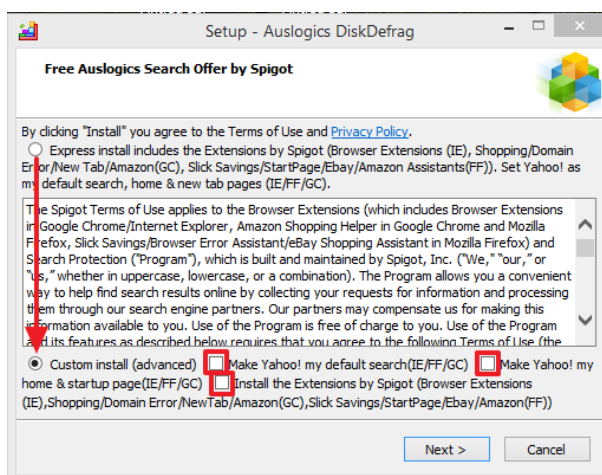 Setup - Auslogics DiskDefrag
Free Auslogics Search Offer by Spigot
By clicking "Install" you agree to the Terms of Use and Privacy Policy.
Express install includes the Extensions by Spigot (Browser Extensions (IE), Shopping/Domain
Error/New Tab/Amazon(GC), Slick Savings/StartPage/Ebay/Amazon Assistants(FF)). Set Yahoo! as
my default search, home & new tab pages (IE/FF/GC).
The Spigot Terms of Use applies to the Browser Extensions (which includes Browser Extensions
in Google Chrome/Internet Explorer, Amazon Shopping Helper in Google Chrome and Mozilla
Firefox, Slick Savings/Browser Error Assistant/eBay Shopping Assistant in Mozilla Firefox) and
Search Protection ("Program"), which is built and maintained by Spigot, Inc. ("We," "our," or
"us," whether in uppercase, lowercase, or a combination). The Program allows you a convenient
way to help find search results online by collecting your requests for information and processing
them through our search engine partners. Our partners may compensate us for making this
information available to you. Use of the Program is free of charge to you. Use of the Program
and its features as described below requires that you agree to the following Terms of Use (the
Custom install (advanced) Make Yahoo! my default search(IE/FF/GC) Make Yahoo! my
home & startup page(IE/FF/GC) Install the Extensions by Spigot (Browser Extensions
(IE),Shopping/Domain Error/NewTab/Amazon(GC),Slick Savings/StartPage/Ebay/Amazon(FF))
Next > Cancel